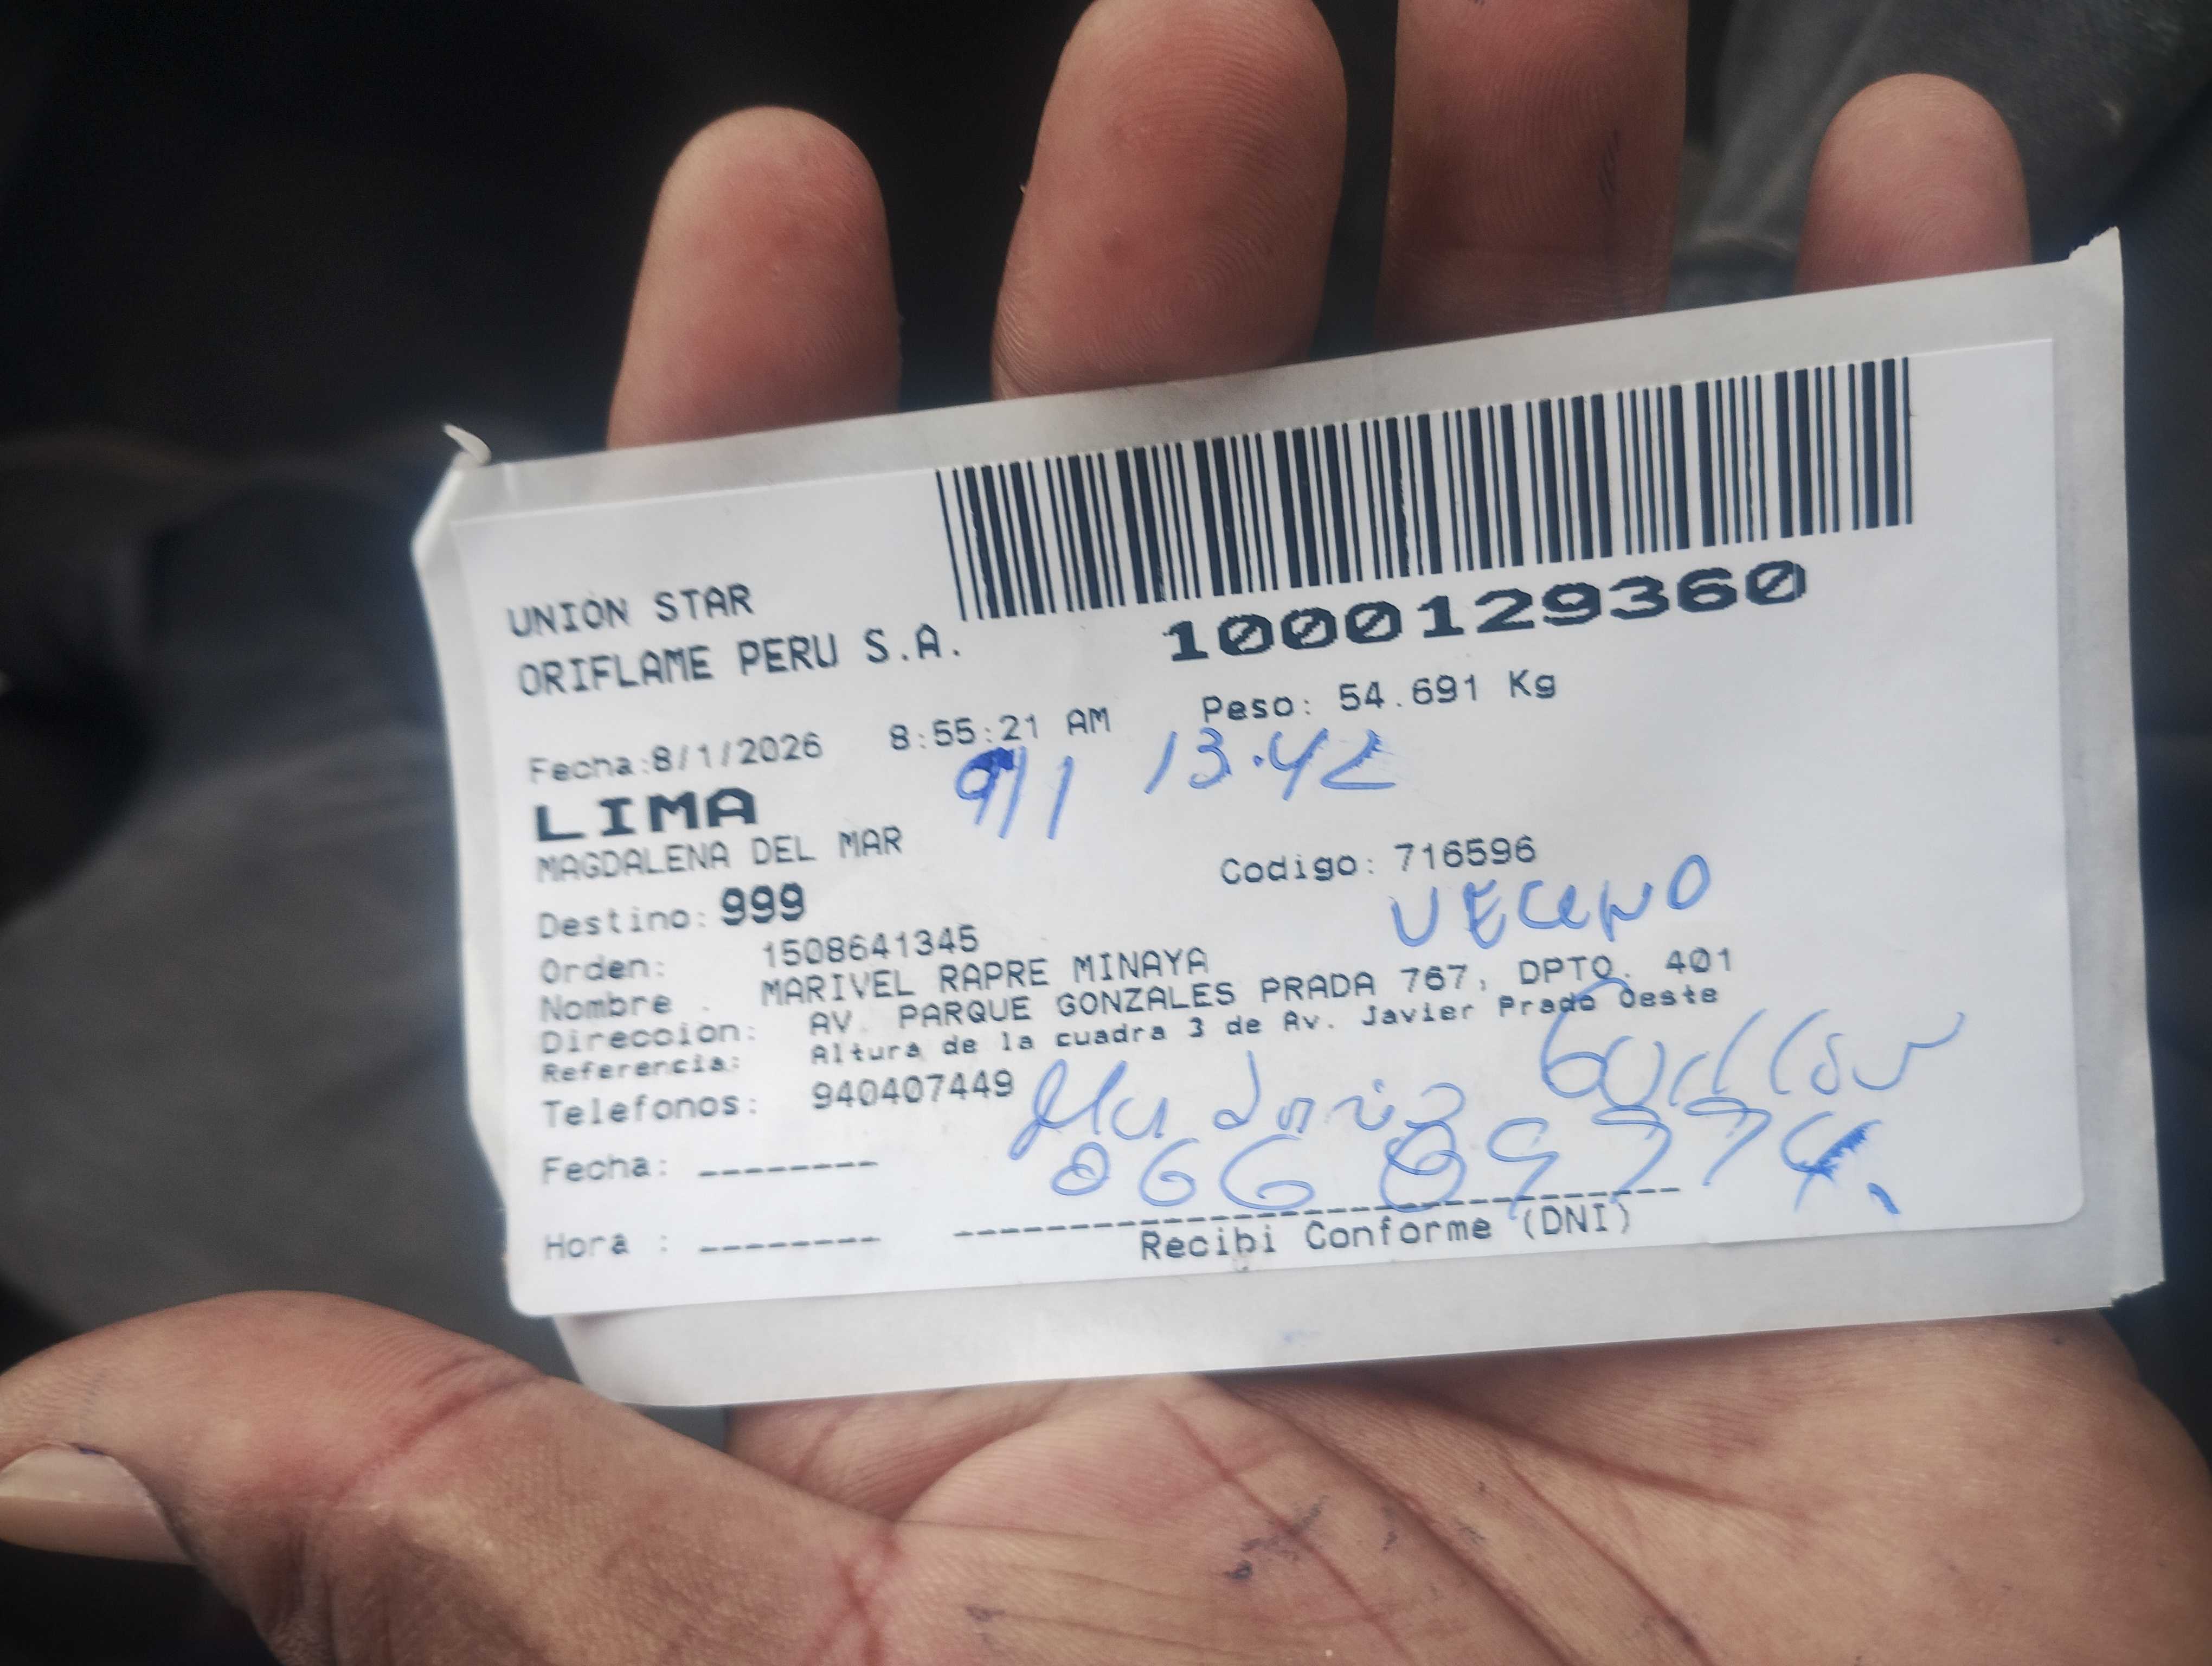 UNION STAR
ORIFLAME PERU S.A.
1000129360
Fecha:8/1/2026 8:55:21 AM Peso: 54.691 Kg
9/1 13.42
LIMA
MAGDALENA DEL MAR
Codigo: 716596
Destino: 999
VECINO
Orden: 1508641345
Nombre . MARIVEL RAPRE MINAYA
Direccion: AV. PARQUE GONZALES PRADA 767, DPTO. 401
Referencia: Altura de la cuadra 3 de Av. Javier Prado Oeste
Telefonos: 940407449
Fecha: --------
Hora : --------
Recibi Conforme (DNI)